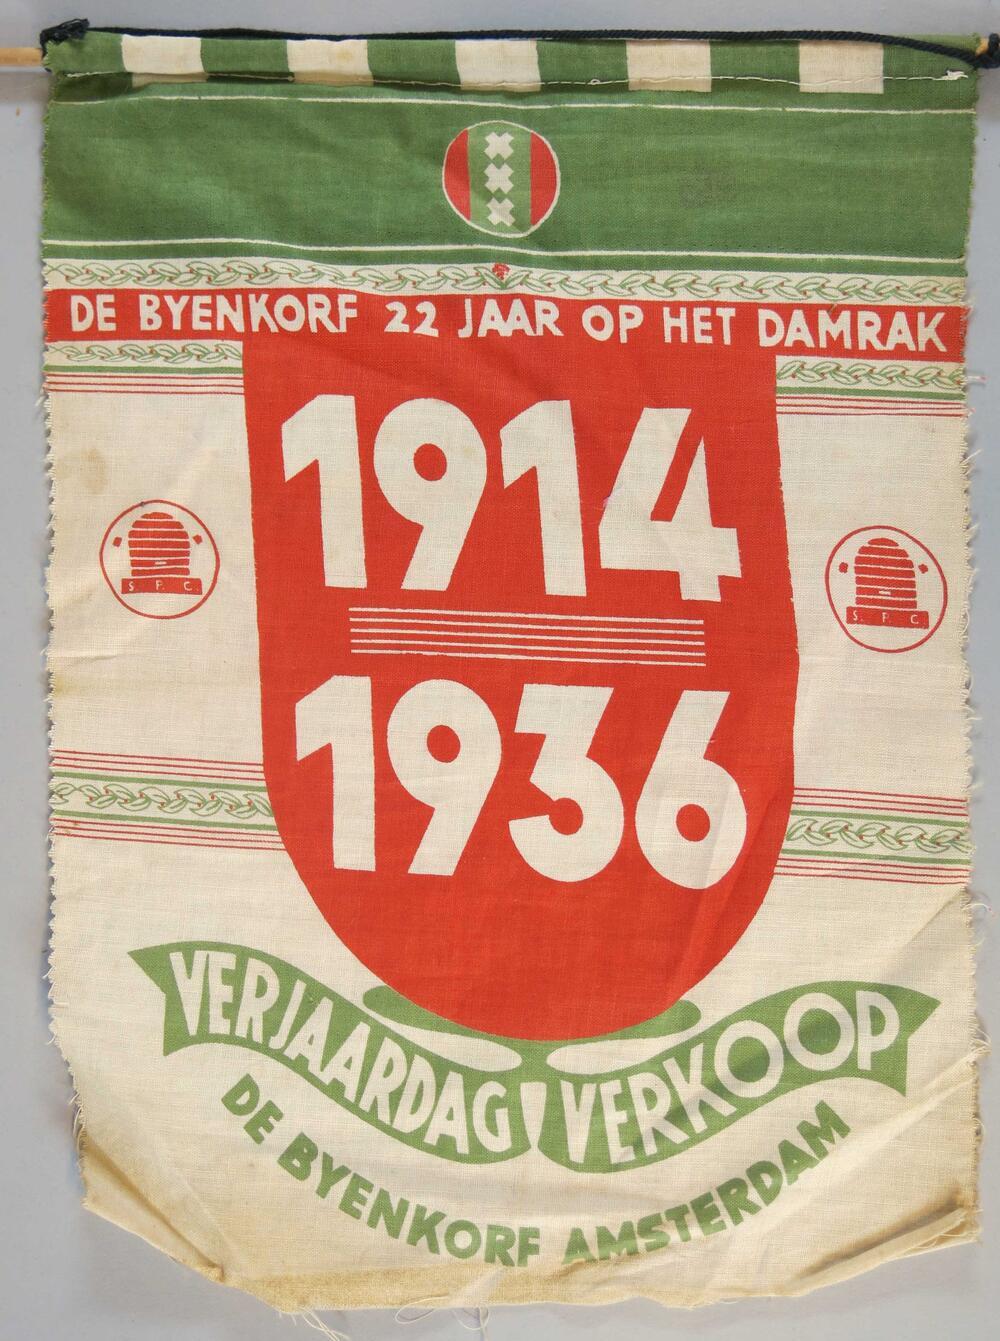 DE BYENKORF 22 JAAR OP HET DAMRAK
1914
S. P. C.
S. P. C.
1936
VERJAARDAG VERKOOP
DE BYENKORF AMSTERDAM